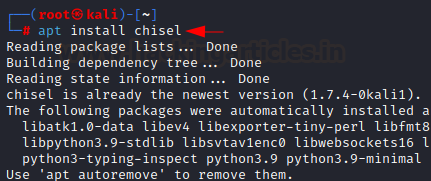 ┌──(root㉿kali)-[~]
└─# apt install chisel
Reading package lists... Done
Building dependency tree... Done
Reading state information... Done
chisel is already the newest version (1.7.4-0kali1).
The following packages were automatically installed a
libatk1.0-data libev4 libexporter-tiny-perl libfmt8
libpython3.9-stdlib libsvtav1enc0 libwebsockets16 l
python3-typing-inspect python3.9 python3.9-minimal
Use 'apt autoremove' to remove them.